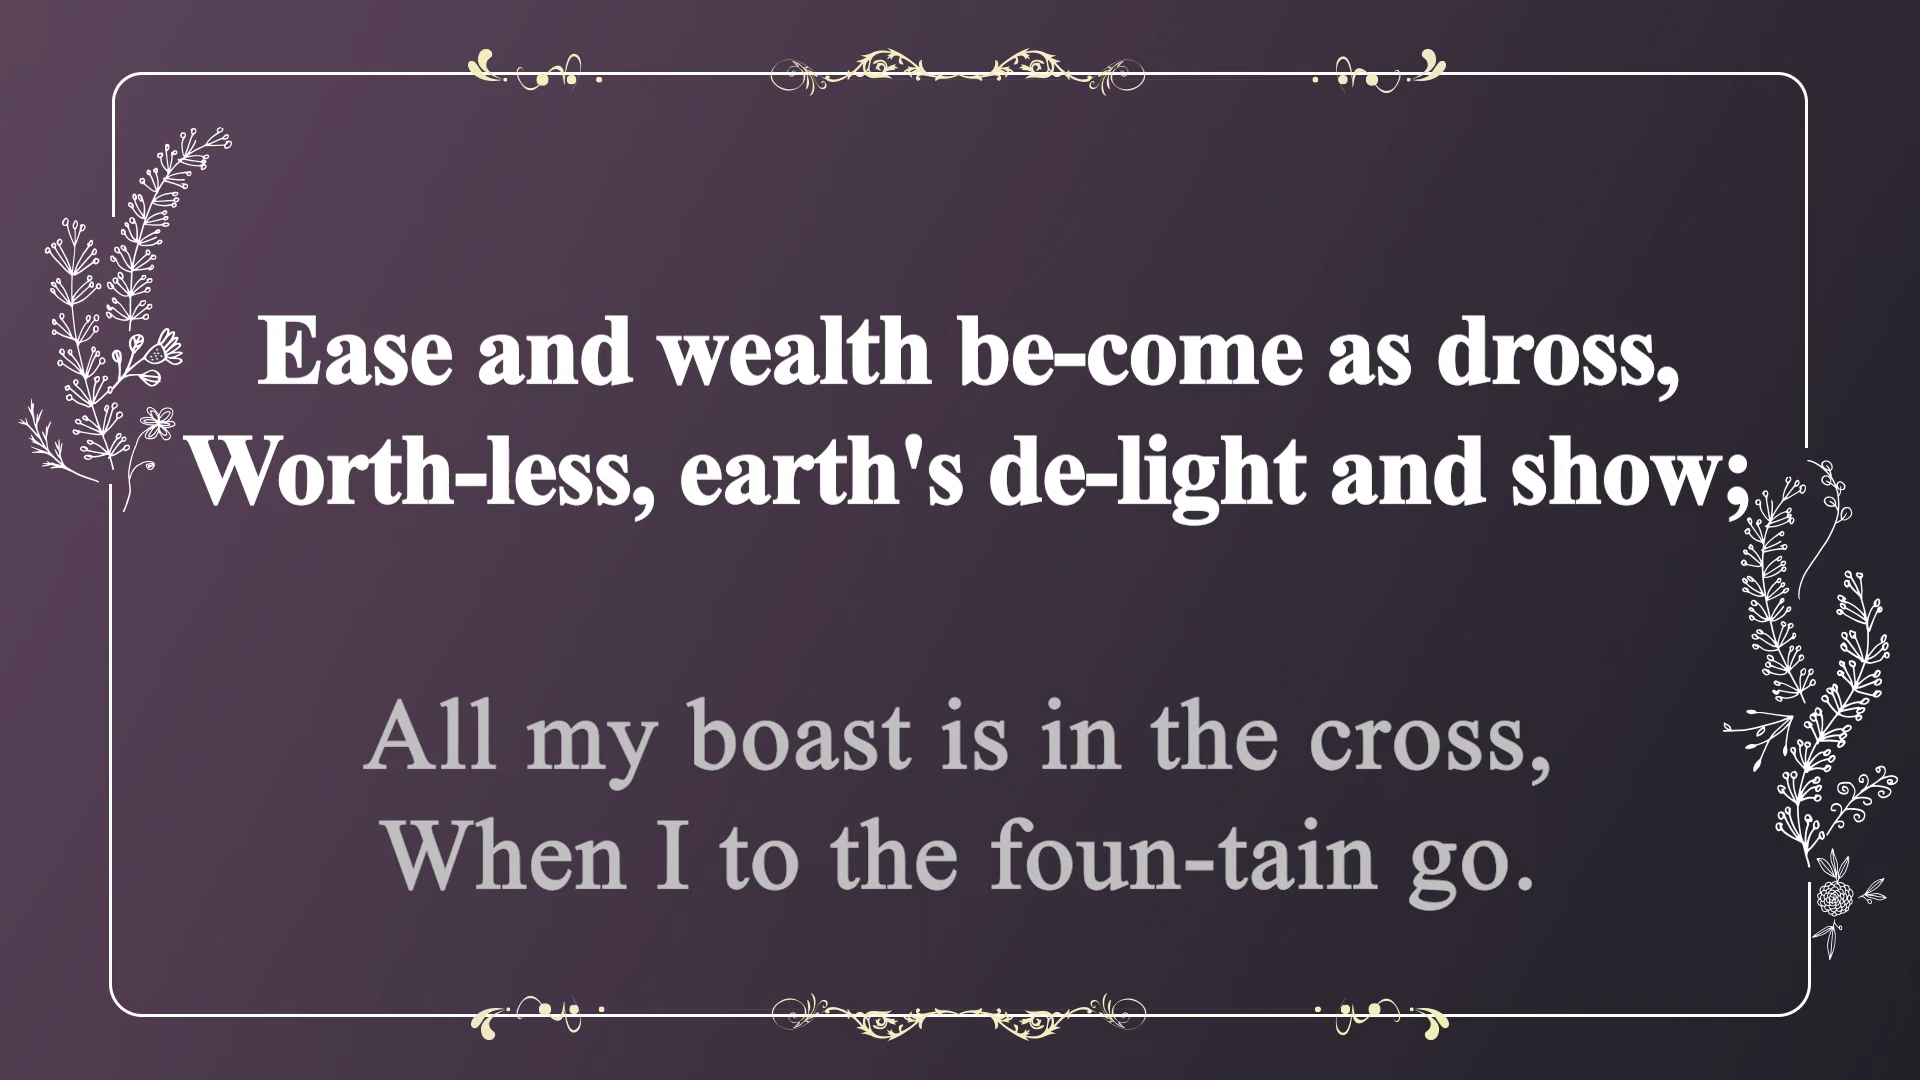 Ease and wealth be-come as dross,
Worth-less, earth's de-light and show;
All my boast is in the cross,
When I to the foun-tain go.